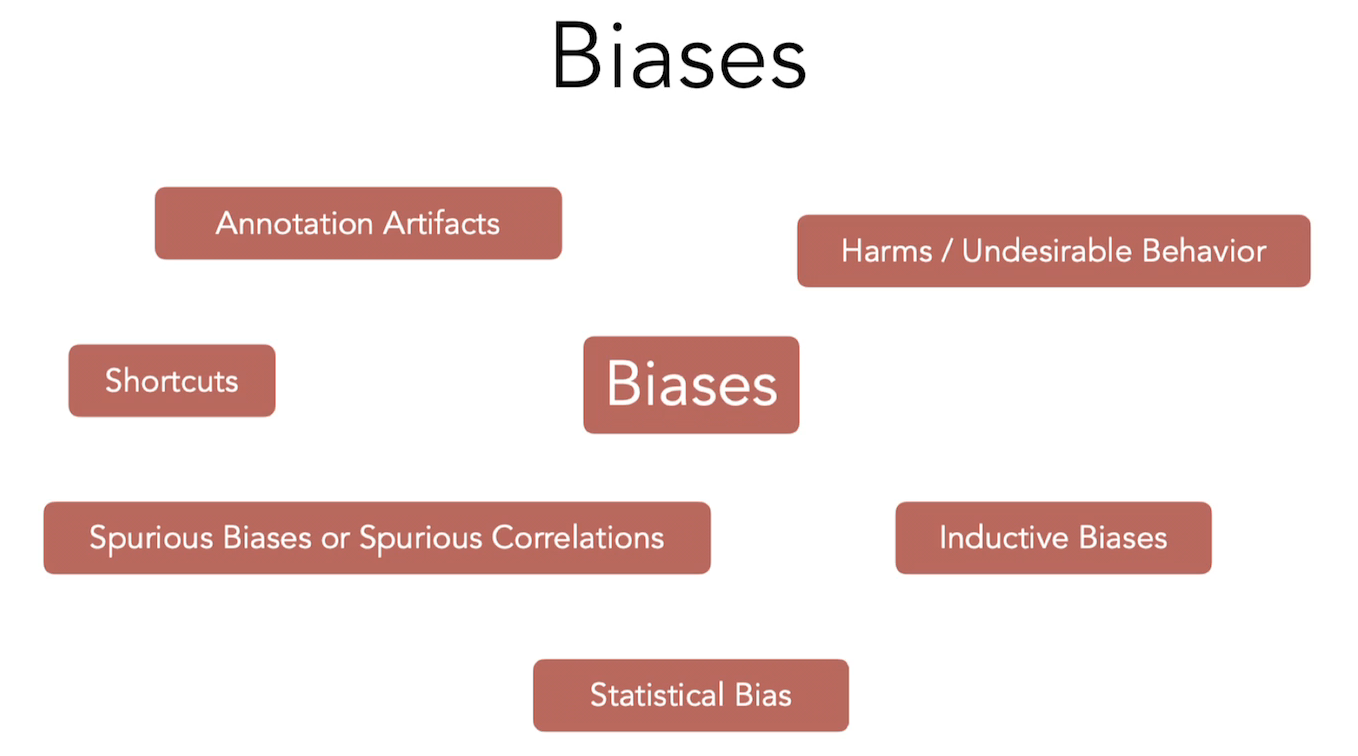 Biases
Annotation Artifacts
Harms / Undesirable Behavior
Shortcuts
Biases
Spurious Biases or Spurious Correlations
Inductive Biases
Statistical Bias